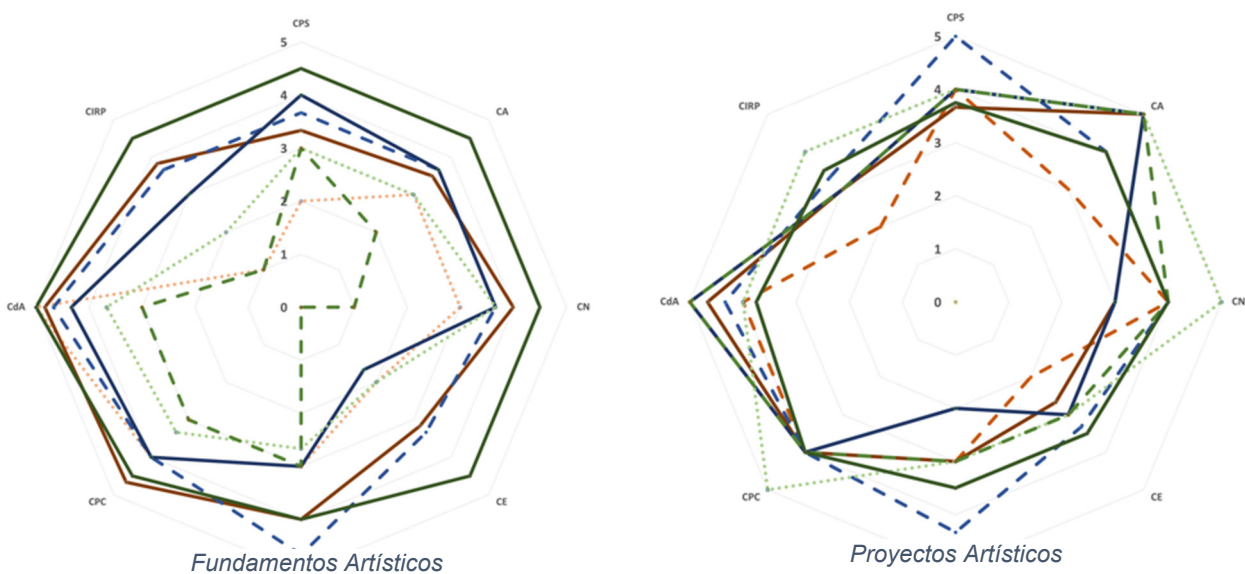 CPS
5
CIRP
4
CA
3
2
1
CdA
0
CN
CPC
CE
Fundamentos Artísticos
CPS
5
CIRP
4
CA
3
2
1
CdA
0
CN
CPC
CE
Proyectos Artísticos